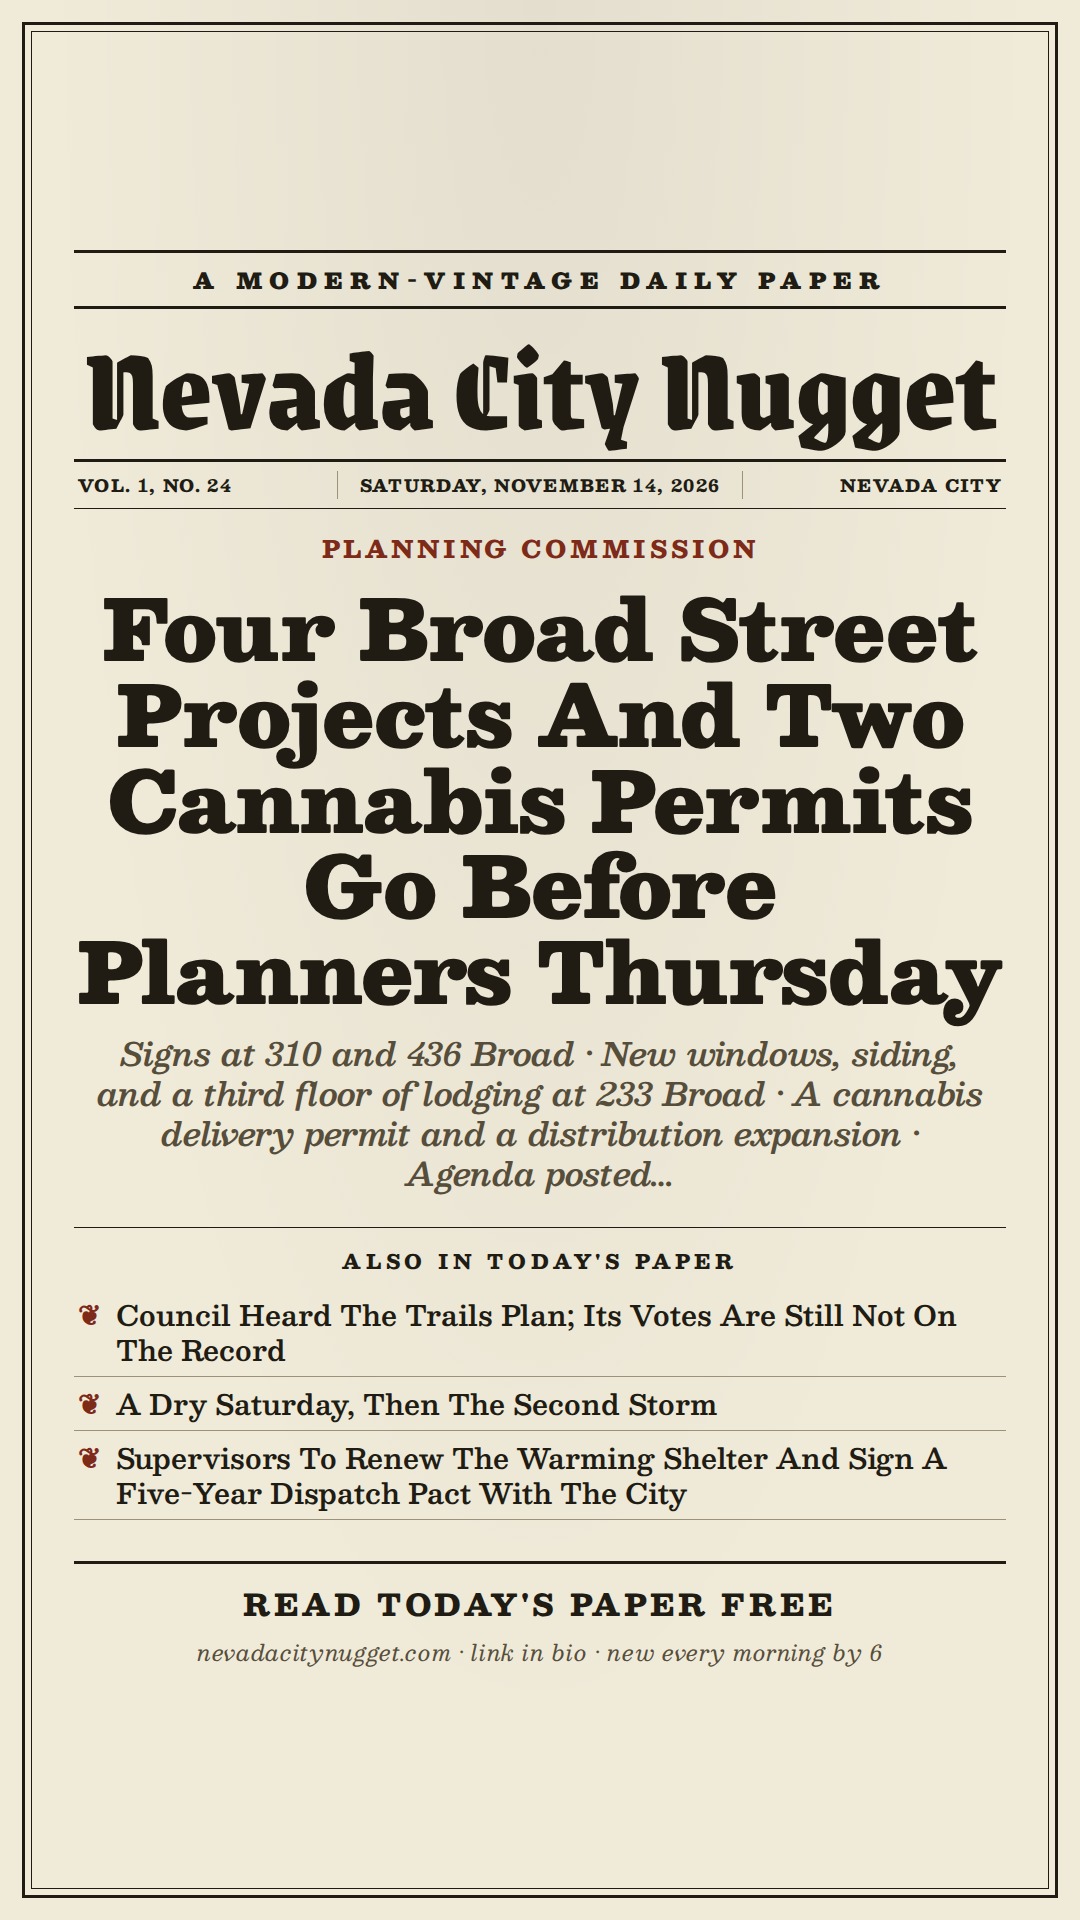 A MODERN-VINTAGE DAILY PAPER
Nevada City Nugget
VOL. 1, NO. 24
SATURDAY, NOVEMBER 14, 2026
NEVADA CITY
PLANNING COMMISSION
Four Broad Street
Projects And Two
Cannabis Permits
Go Before
Planners Thursday
Signs at 310 and 436 Broad · New windows, siding,
and a third floor of lodging at 233 Broad · A cannabis
delivery permit and a distribution expansion ·
Agenda posted…
ALSO IN TODAY'S PAPER
❦ Council Heard The Trails Plan; Its Votes Are Still Not On
The Record
❦ A Dry Saturday, Then The Second Storm
❦ Supervisors To Renew The Warming Shelter And Sign A
Five-Year Dispatch Pact With The City
READ TODAY'S PAPER FREE
nevadacitynugget.com · link in bio · new every morning by 6